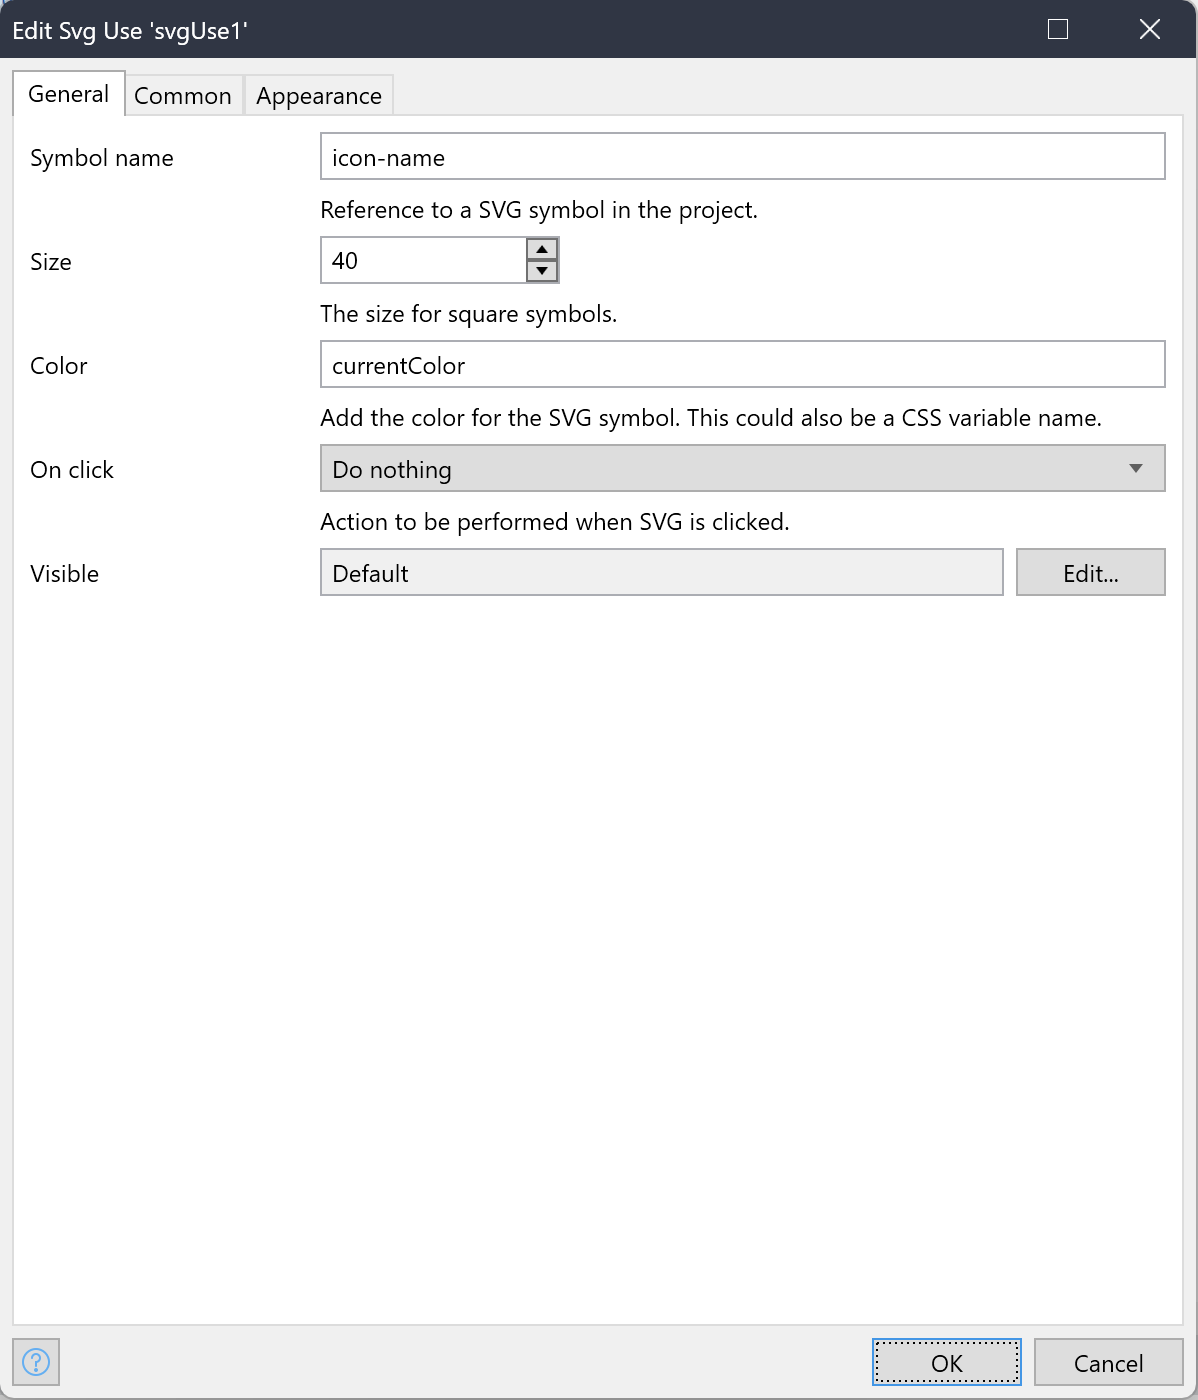 Edit Svg Use 'svgUse1'
General Common Appearance
Symbol name icon-name
Reference to a SVG symbol in the project.
Size 40
The size for square symbols.
Color currentColor
Add the color for the SVG symbol. This could also be a CSS variable name.
On click Do nothing
Action to be performed when SVG is clicked.
Visible Default Edit...
? OK Cancel